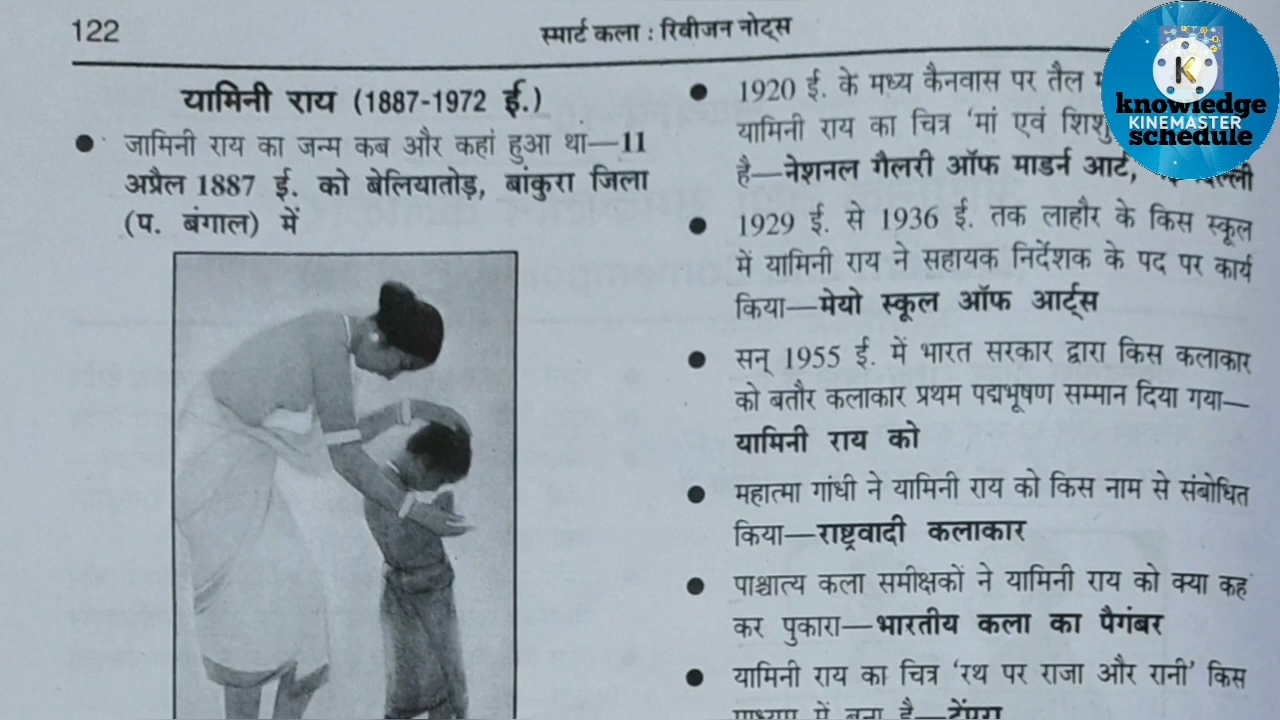 122
स्मार्ट कला : रिवीजन नोट्स
यामिनी राय (1887-1972 ई.)
● जामिनी राय का जन्म कब और कहां हुआ था—11
अप्रैल 1887 ई. को बेलियातोड़, बांकुरा जिला
(प. बंगाल) में
● 1920 ई. के मध्य कैनवास पर तैल
यामिनी राय का चित्र 'मां एवं शिशु
है—नेशनल गैलरी ऑफ माडर्न आर्ट,
● 1929 ई. से 1936 ई. तक लाहौर के किस स्कूल
में यामिनी राय ने सहायक निर्देशक के पद पर कार्य
किया—मेयो स्कूल ऑफ आर्ट्स
● सन् 1955 ई. में भारत सरकार द्वारा किस कलाकार
को बतौर कलाकार प्रथम पद्मभूषण सम्मान दिया गया—
यामिनी राय को
● महात्मा गांधी ने यामिनी राय को किस नाम से संबोधित
किया—राष्ट्रवादी कलाकार
● पाश्चात्य कला समीक्षकों ने यामिनी राय को क्या कह
कर पुकारा—भारतीय कला का पैगंबर
● यामिनी राय का चित्र 'रथ पर राजा और रानी' किस
माध्यम में बना है—टेंपरा
K
knowledge
KINEMASTER
schedule